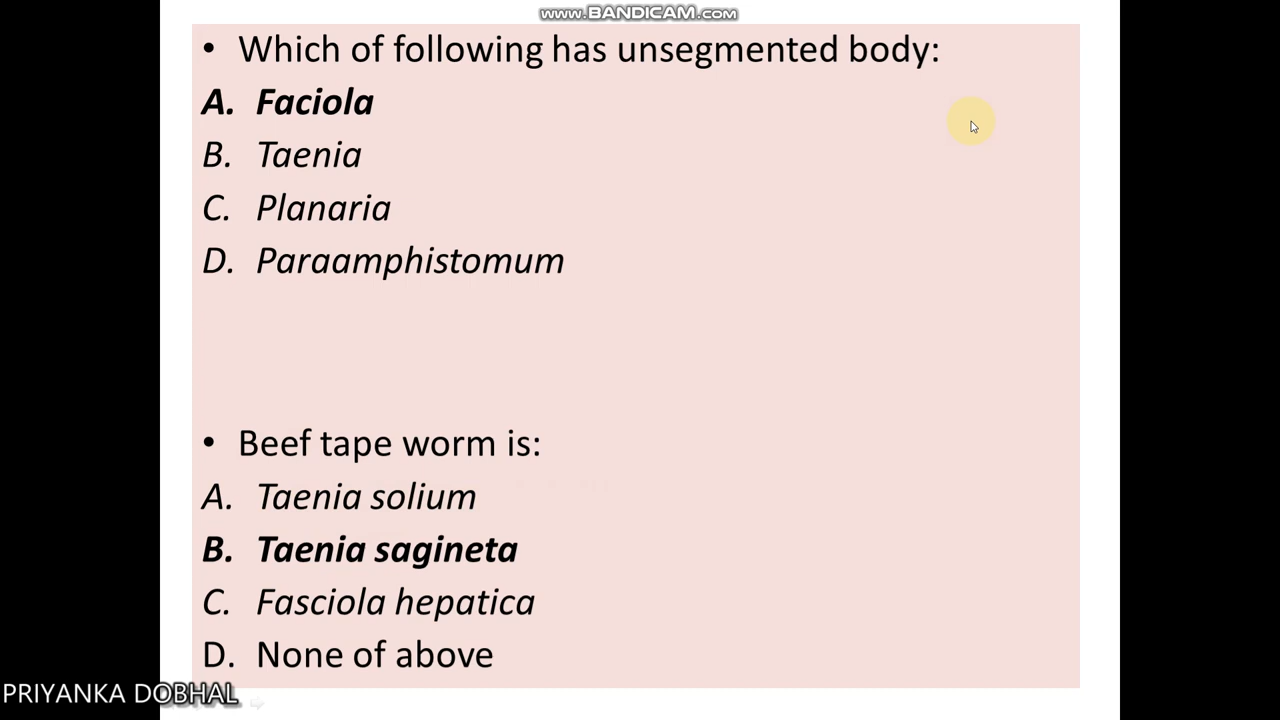 www.BANDICAM.com
• Which of following has unsegmented body:
A. Faciola
B. Taenia
C. Planaria
D. Paraamphistomum
• Beef tape worm is:
A. Taenia solium
B. Taenia sagineta
C. Fasciola hepatica
D. None of above
PRIYANKA DOBHAL